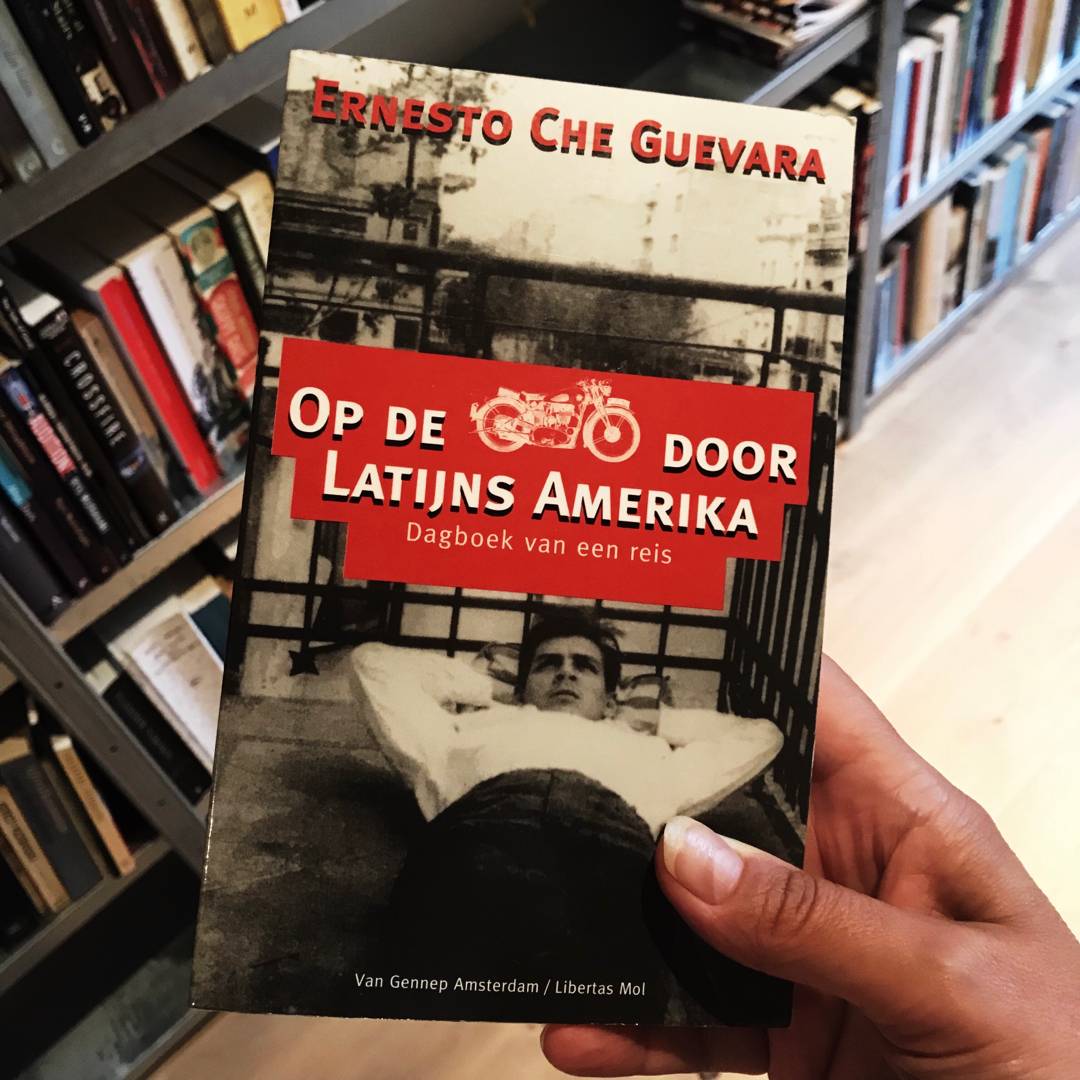 ERNESTO CHE GUEVARA
OP DE DOOR
LATIJNS AMERIKA
Dagboek van een reis
Van Gennep Amsterdam / Libertas Mol
CROSSFIRE
M